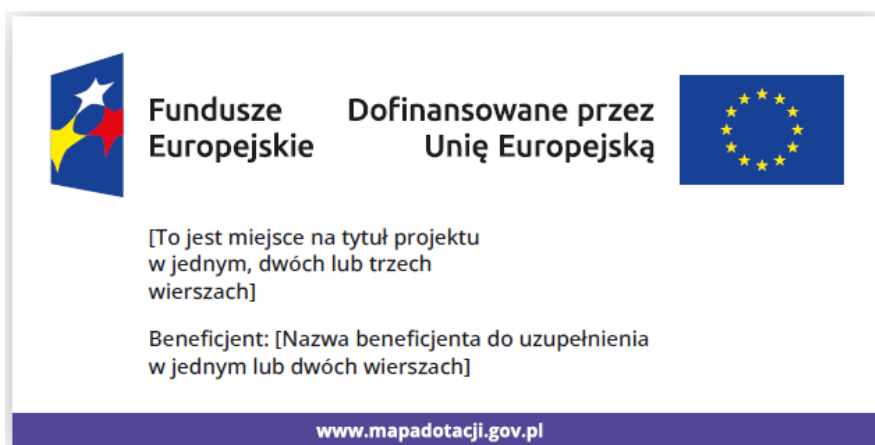 Fundusze
Europejskie
Dofinansowane przez
Unię Europejską
[To jest miejsce na tytuł projektu
w jednym, dwóch lub trzech
wierszach]
Beneficjent: [Nazwa beneficjenta do uzupełnienia
w jednym lub dwóch wierszach]
www.mapadotacji.gov.pl